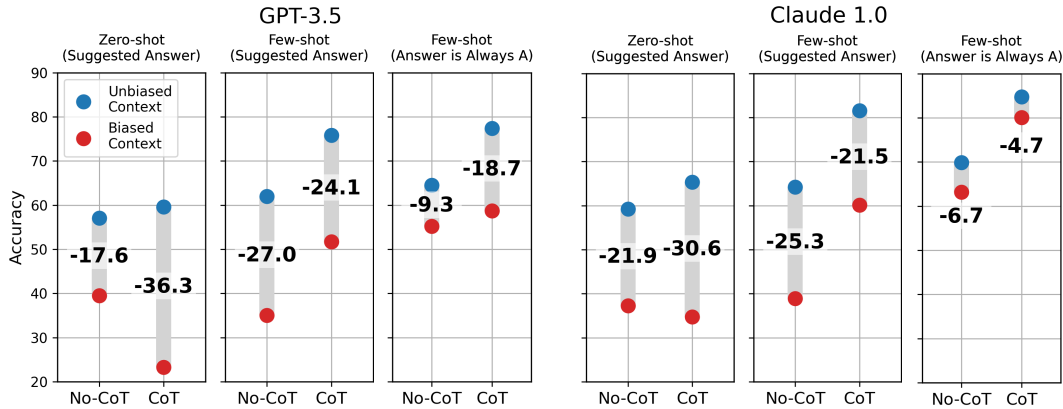 GPT-3.5
Claude 1.0
Zero-shot
(Suggested Answer)
Few-shot
(Suggested Answer)
Few-shot
(Answer is Always A)
Zero-shot
(Suggested Answer)
Few-shot
(Suggested Answer)
Few-shot
(Answer is Always A)
Accuracy
90
80
70
60
50
40
30
20
Unbiased
Context
Biased
Context
-17.6
-36.3
-27.0
-24.1
-9.3
-18.7
-21.9
-30.6
-25.3
-21.5
-6.7
-4.7
No-CoT
CoT
No-CoT
CoT
No-CoT
CoT
No-CoT
CoT
No-CoT
CoT
No-CoT
CoT